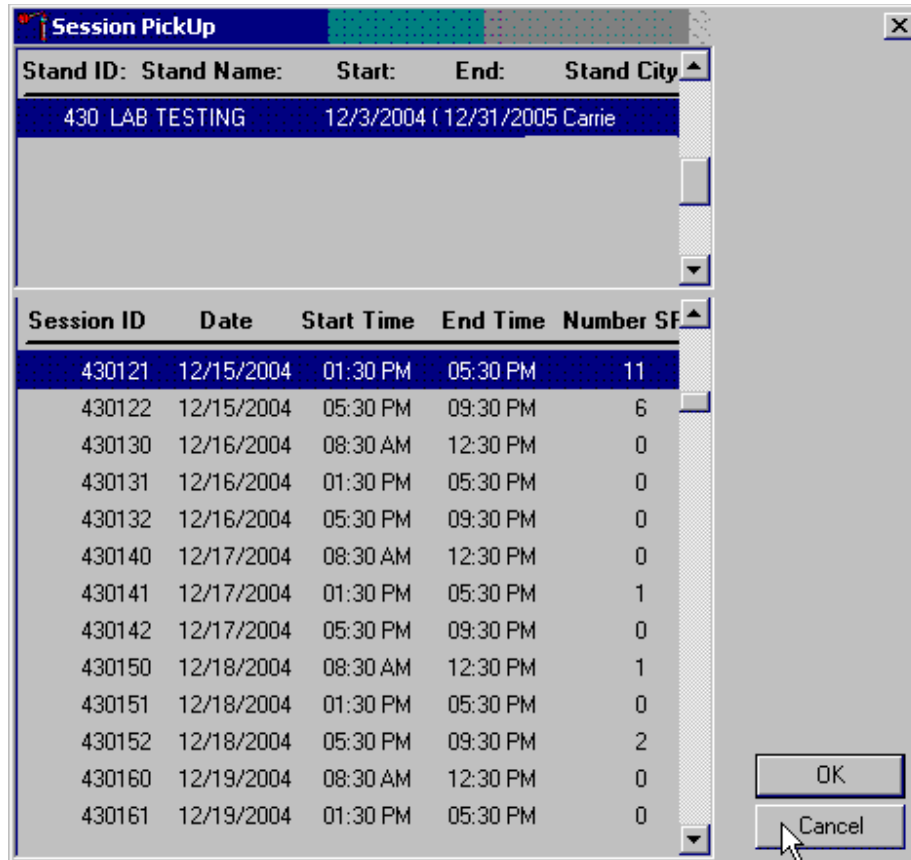 Session PickUp
Stand ID: Stand Name: Start: End: Stand City
430 LAB TESTING 12/3/2004 ( 12/31/2005 Carrie
Session ID Date Start Time End Time Number SP
430121 12/15/2004 01:30 PM 05:30 PM 11
430122 12/15/2004 05:30 PM 09:30 PM 6
430130 12/16/2004 08:30 AM 12:30 PM 0
430131 12/16/2004 01:30 PM 05:30 PM 0
430132 12/16/2004 05:30 PM 09:30 PM 0
430140 12/17/2004 08:30 AM 12:30 PM 0
430141 12/17/2004 01:30 PM 05:30 PM 1
430142 12/17/2004 05:30 PM 09:30 PM 0
430150 12/18/2004 08:30 AM 12:30 PM 1
430151 12/18/2004 01:30 PM 05:30 PM 0
430152 12/18/2004 05:30 PM 09:30 PM 2
430160 12/19/2004 08:30 AM 12:30 PM 0
430161 12/19/2004 01:30 PM 05:30 PM 0
OK
Cancel